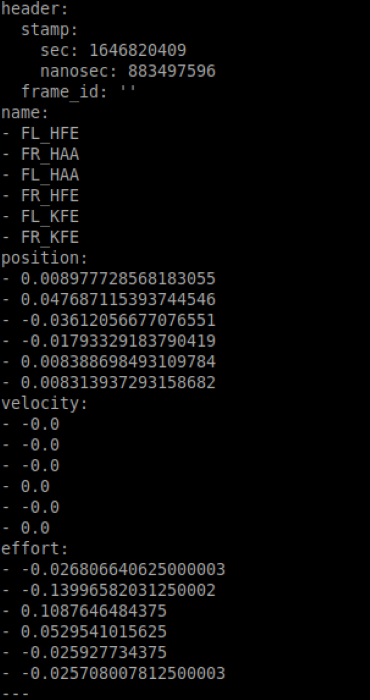 header:
  stamp:
    sec: 1646820409
    nanosec: 883497596
  frame_id: ''
name:
- FL_HFE
- FR_HAA
- FL_HAA
- FR_HFE
- FL_KFE
- FR_KFE
position:
- 0.008977728568183055
- 0.047687115393744546
- -0.03612056677076551
- -0.01793329183790419
- 0.008388698493109784
- 0.008313937293158682
velocity:
- -0.0
- -0.0
- -0.0
- 0.0
- -0.0
- 0.0
effort:
- -0.026806640625000003
- -0.13996582031250002
- 0.1087646484375
- 0.0529541015625
- -0.025927734375
- -0.025708007812500003
---